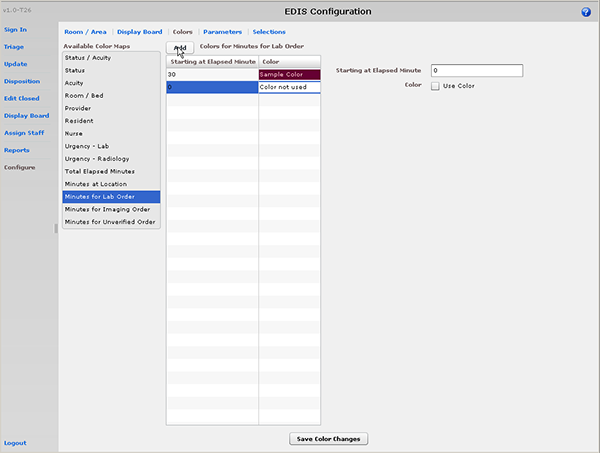 v1.0-T26
EDIS Configuration
?
Sign In
Triage
Update
Disposition
Edit Closed
Display Board
Assign Staff
Reports
Configure
Logout
Room / Area | Display Board | Colors | Parameters | Selections
Available Color Maps
Status / Acuity
Status
Acuity
Room / Bed
Provider
Resident
Nurse
Urgency - Lab
Urgency - Radiology
Total Elapsed Minutes
Minutes at Location
Minutes for Lab Order
Minutes for Imaging Order
Minutes for Unverified Order
Add Colors for Minutes for Lab Order
Starting at Elapsed Minute Color
30 Sample Color
0 Color not used
Starting at Elapsed Minute 0
Color Use Color
Save Color Changes